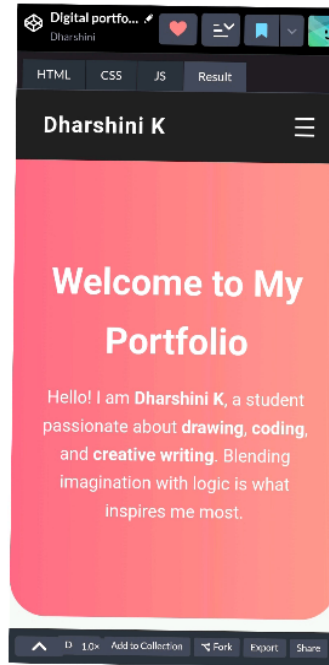 Digital portfo...
Dharshini
HTML CSS JS Result
Dharshini K
Welcome to My
Portfolio
Hello! I am Dharshini K, a student
passionate about drawing, coding,
and creative writing. Blending
imagination with logic is what
inspires me most.
D 1.0× Add to Collection Fork Export Share